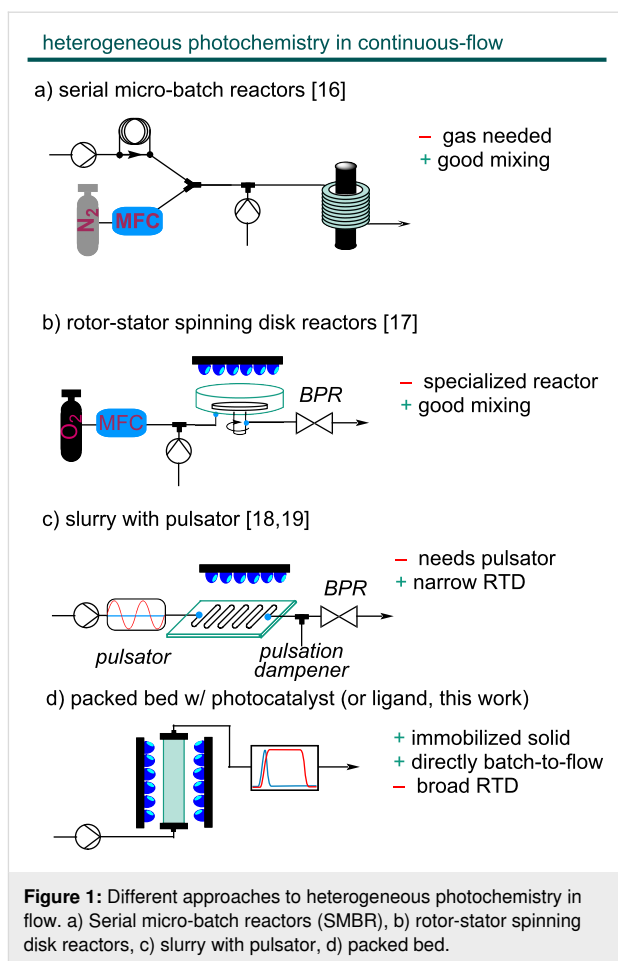 heterogeneous photochemistry in continuous-flow
a) serial micro-batch reactors [16]
− gas needed
+ good mixing
N2
MFC
b) rotor-stator spinning disk reactors [17]
BPR
− specialized reactor
+ good mixing
O2
MFC
c) slurry with pulsator [18,19]
− needs pulsator
+ narrow RTD
BPR
pulsator
pulsation
dampener
d) packed bed w/ photocatalyst (or ligand, this work)
+ immobilized solid
+ directly batch-to-flow
− broad RTD
Figure 1: Different approaches to heterogeneous photochemistry in
flow. a) Serial micro-batch reactors (SMBR), b) rotor-stator spinning
disk reactors, c) slurry with pulsator, d) packed bed.